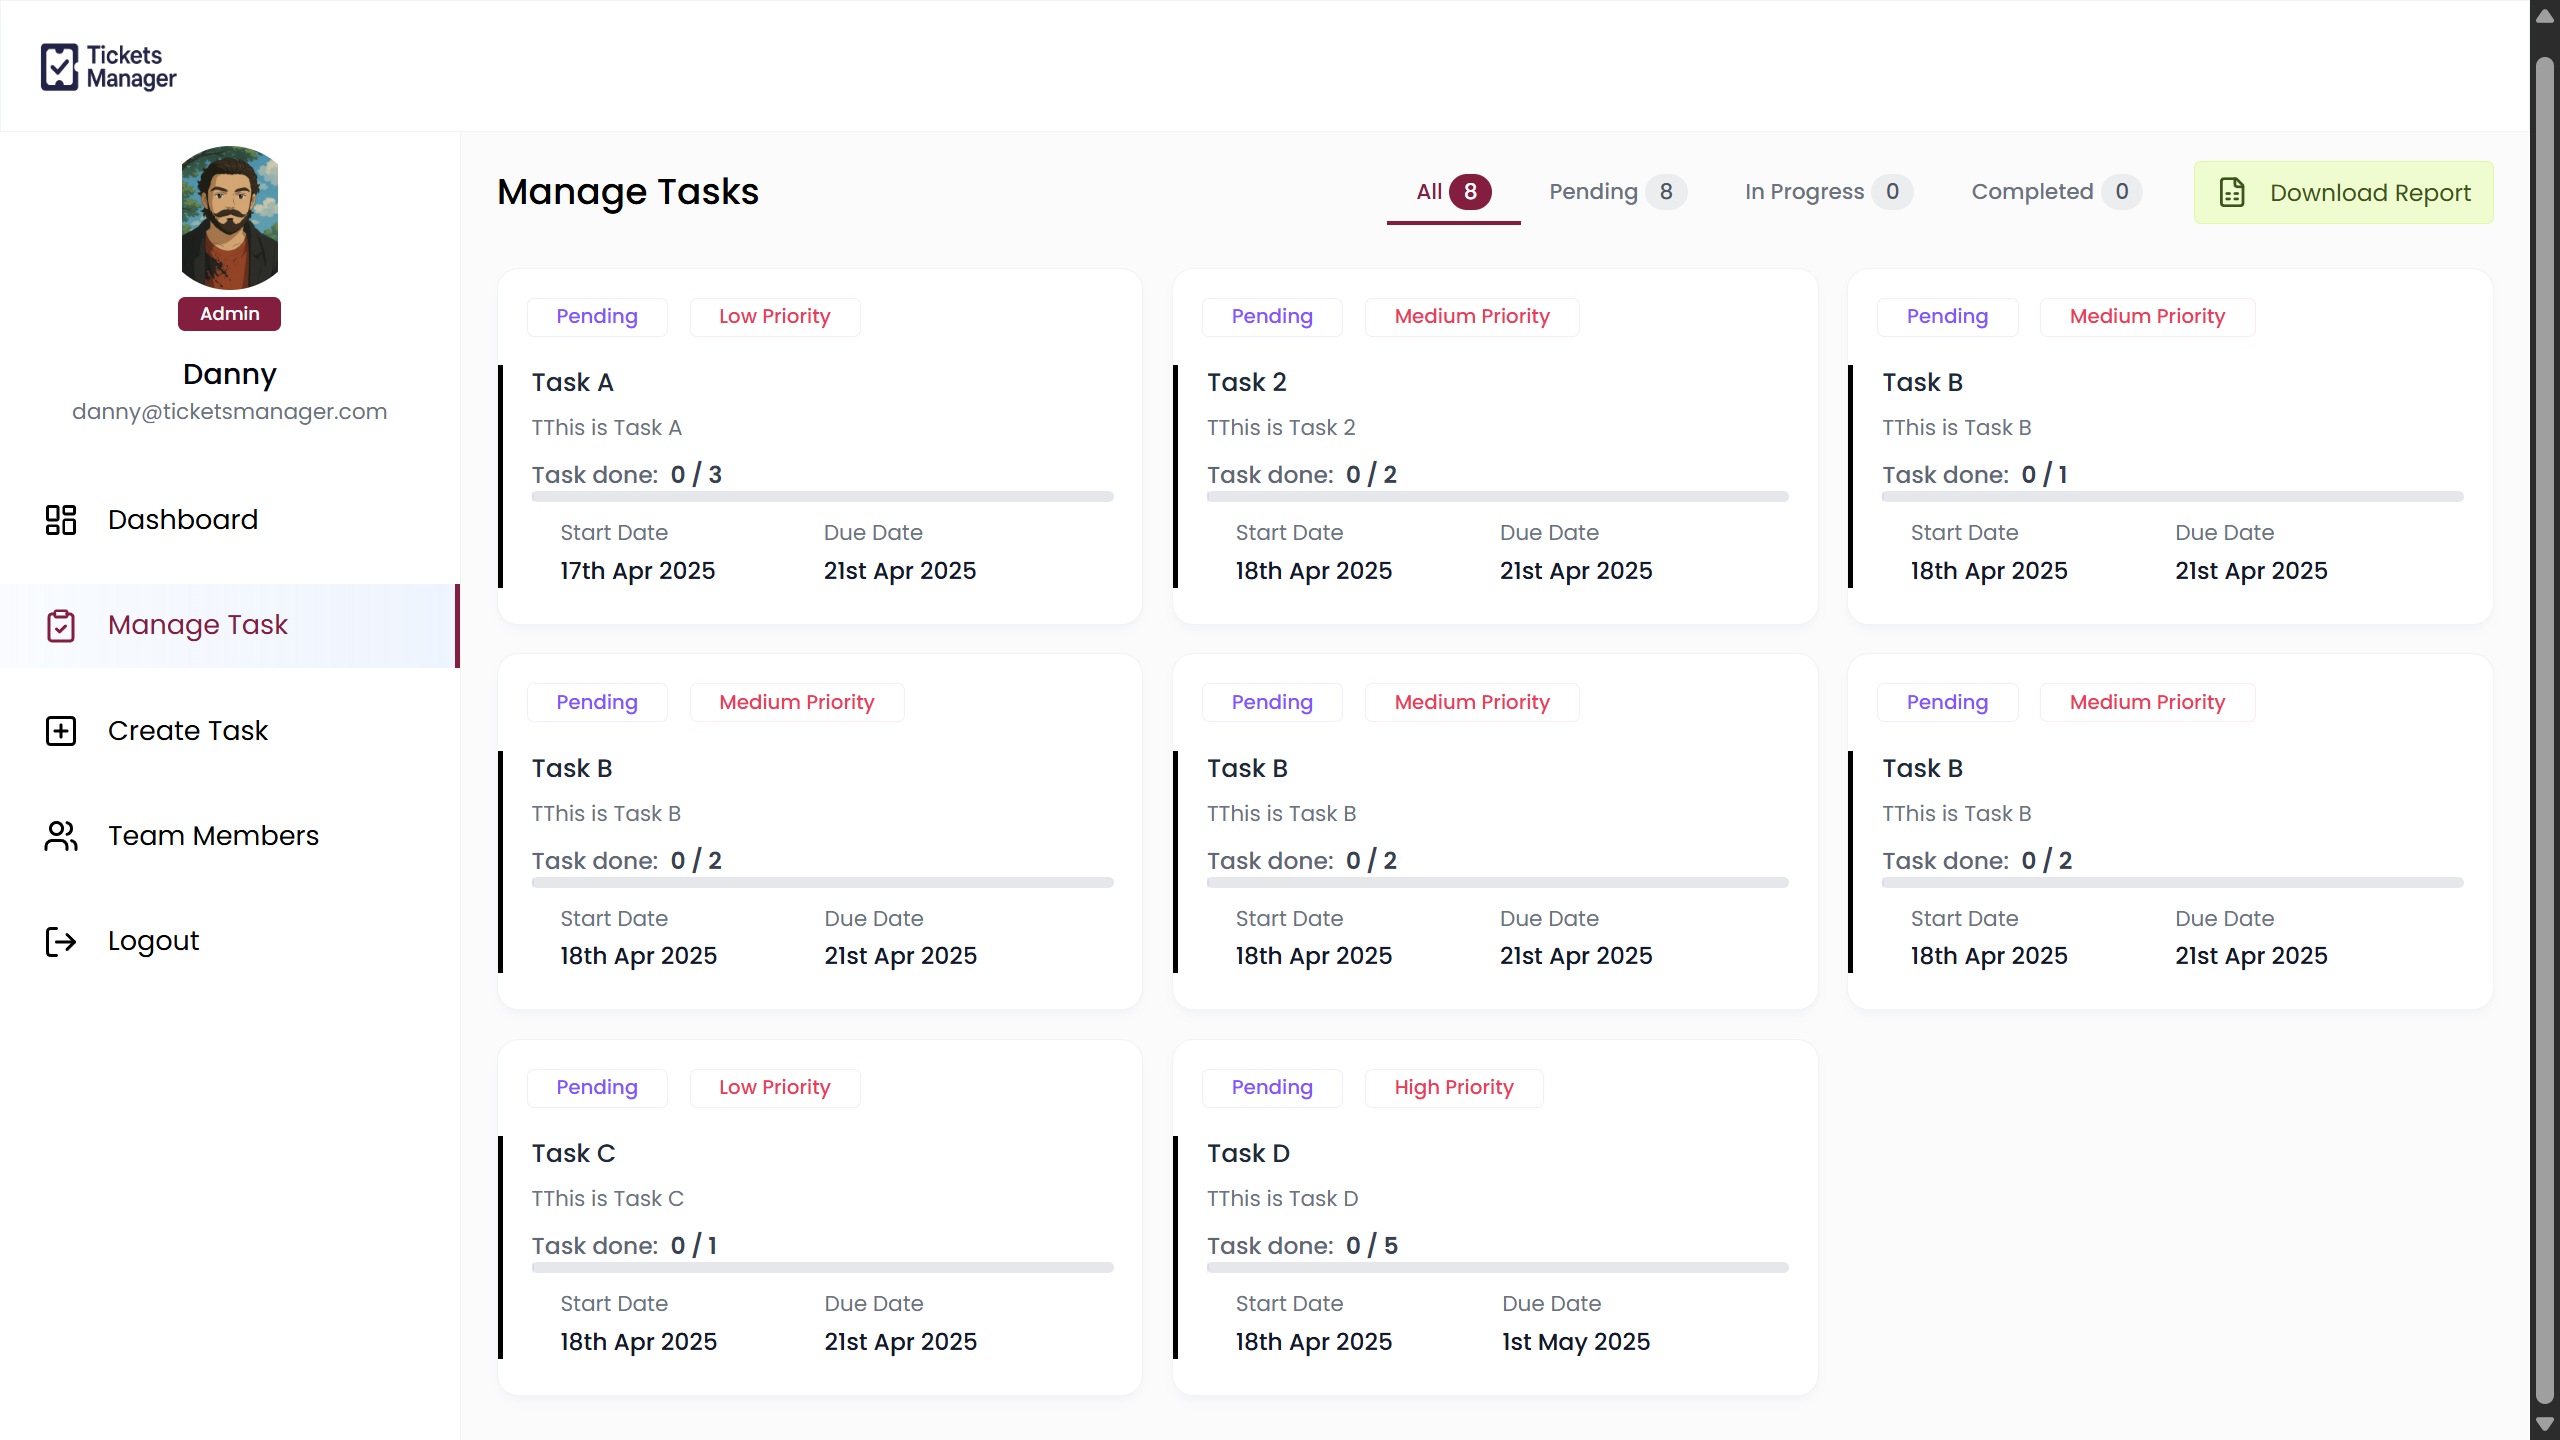 Tickets
Manager
Admin
Danny
danny@ticketsmanager.com
Dashboard
Manage Task
Create Task
Team Members
Logout
Manage Tasks
All 8
Pending 8
In Progress 0
Completed 0
Download Report
Pending Low Priority
Task A
TThis is Task A
Task done: 0 / 3
Start Date Due Date
17th Apr 2025 21st Apr 2025
Pending Medium Priority
Task 2
TThis is Task 2
Task done: 0 / 2
Start Date Due Date
18th Apr 2025 21st Apr 2025
Pending Medium Priority
Task B
TThis is Task B
Task done: 0 / 1
Start Date Due Date
18th Apr 2025 21st Apr 2025
Pending Medium Priority
Task B
TThis is Task B
Task done: 0 / 2
Start Date Due Date
18th Apr 2025 21st Apr 2025
Pending Medium Priority
Task B
TThis is Task B
Task done: 0 / 2
Start Date Due Date
18th Apr 2025 21st Apr 2025
Pending Medium Priority
Task B
TThis is Task B
Task done: 0 / 2
Start Date Due Date
18th Apr 2025 21st Apr 2025
Pending Low Priority
Task C
TThis is Task C
Task done: 0 / 1
Start Date Due Date
18th Apr 2025 21st Apr 2025
Pending High Priority
Task D
TThis is Task D
Task done: 0 / 5
Start Date Due Date
18th Apr 2025 1st May 2025